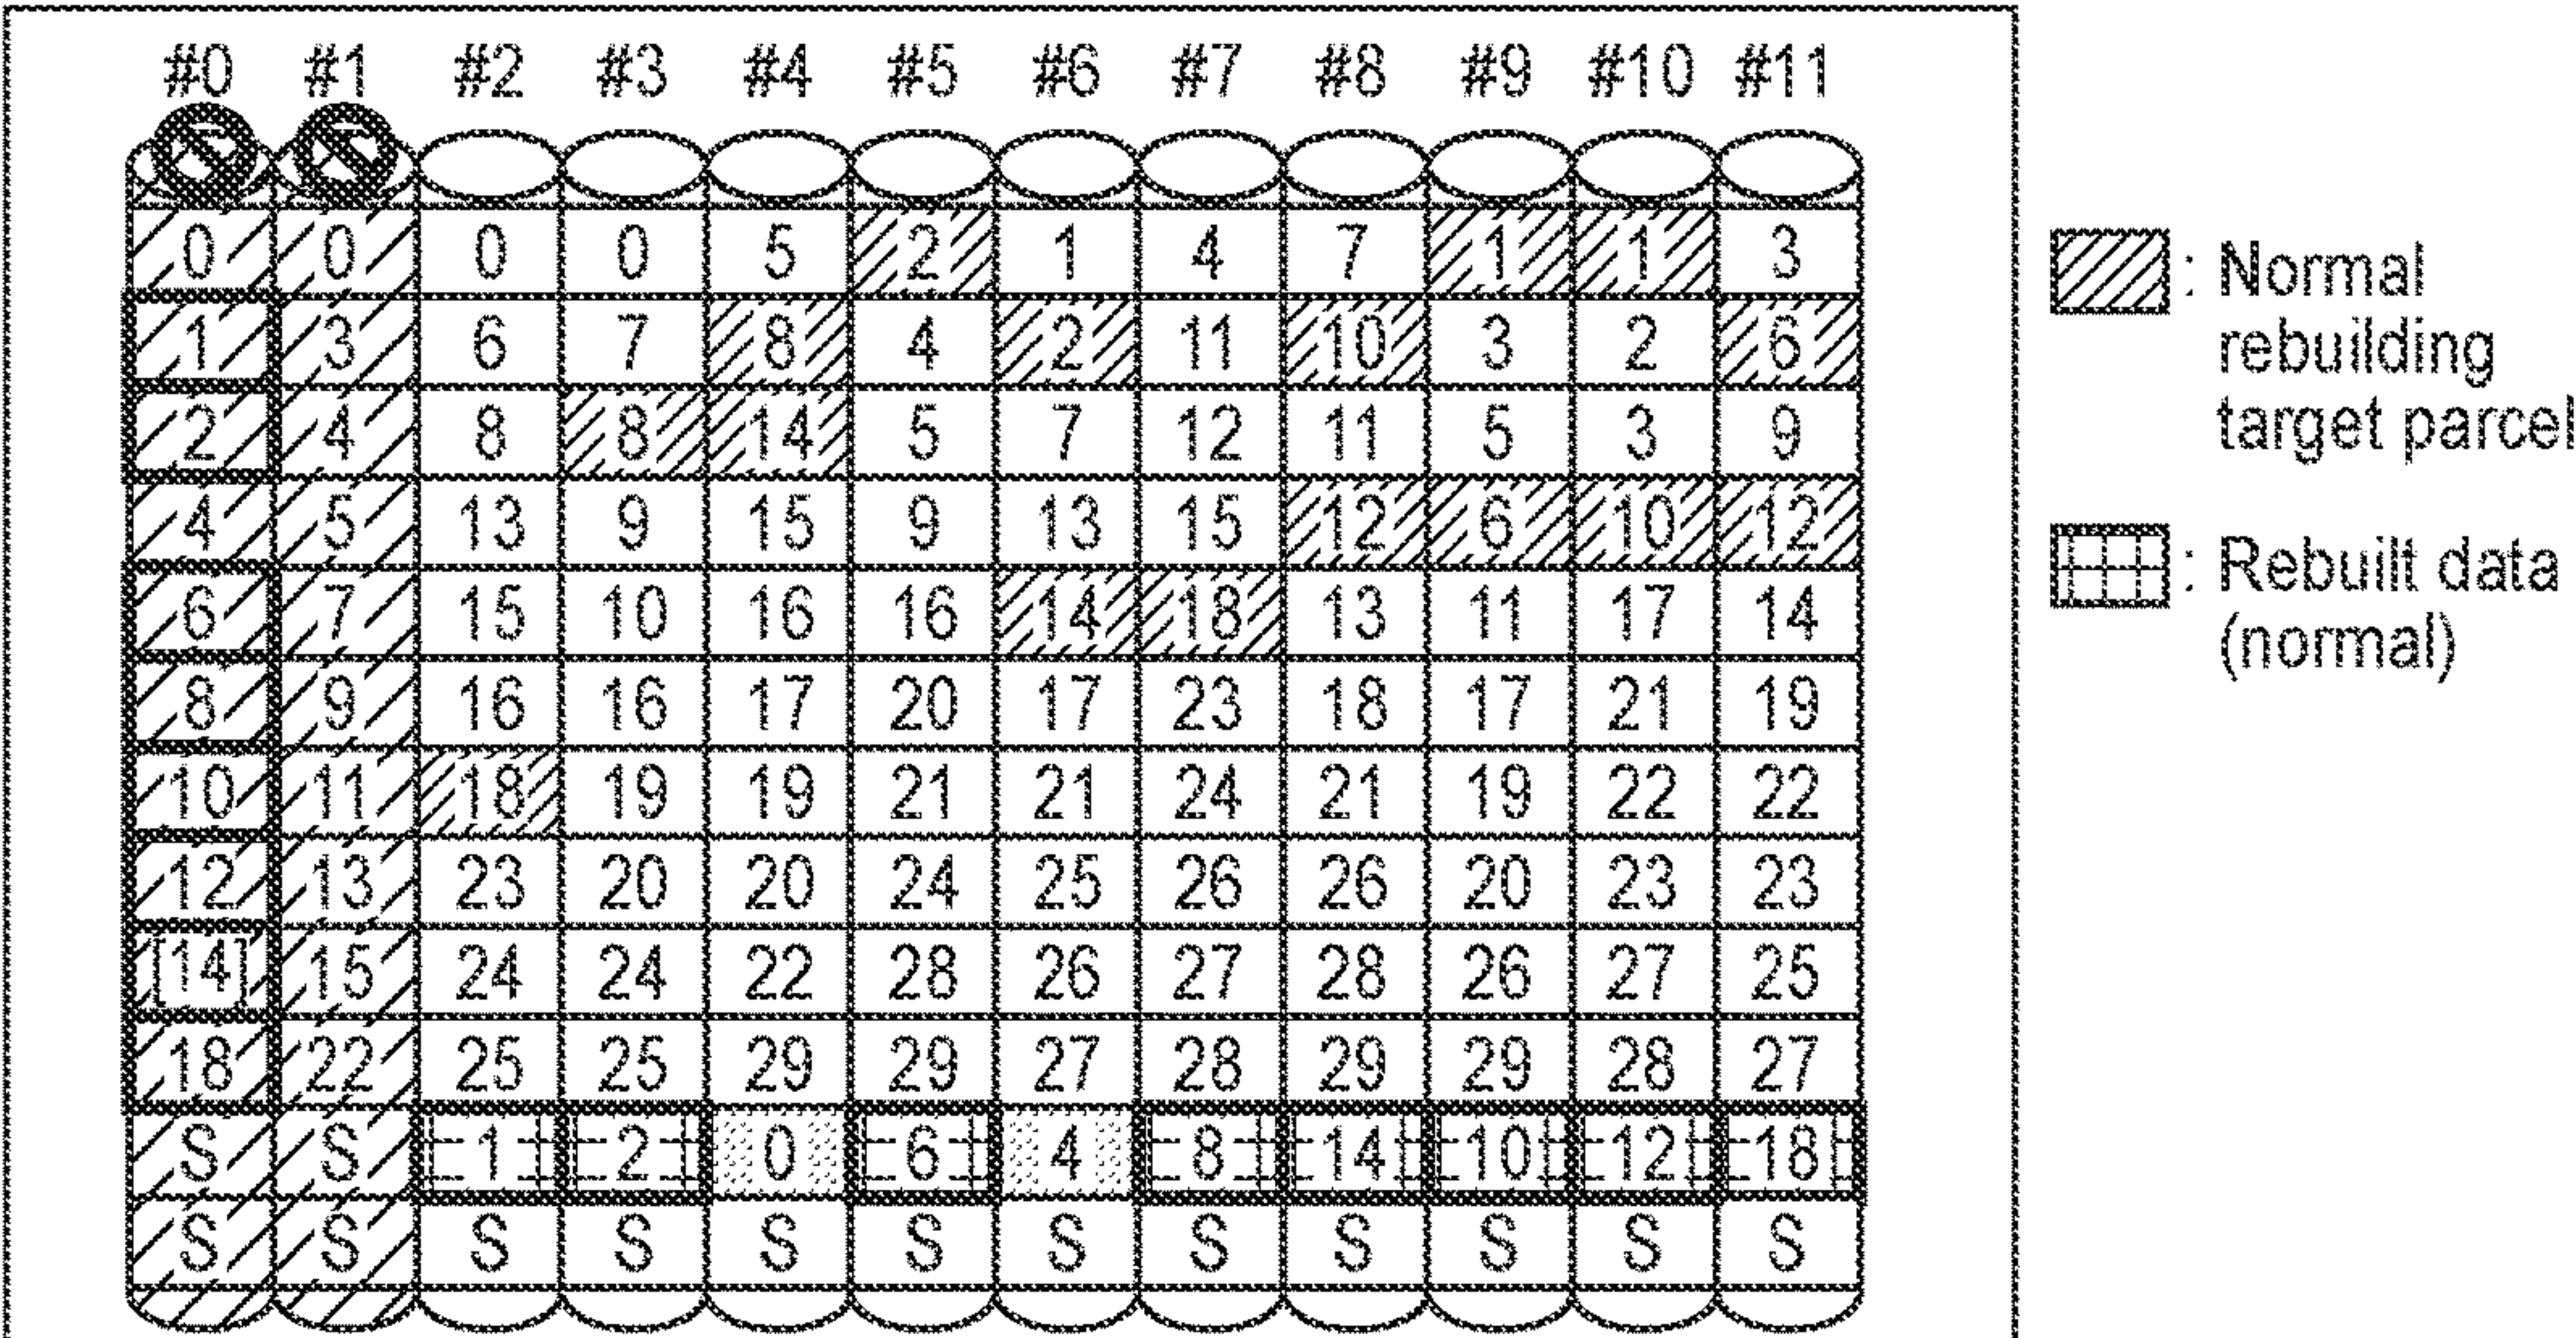 #0 #1 #2 #3 #4 #5 #6 #7 #8 #9 #10 #11
0 0 0 0 5 2 1 4 7 1 1 3
1 3 6 7 8 4 2 11 10 3 2 6
2 4 8 8 14 5 7 12 11 5 3 9
4 5 13 9 15 9 13 15 12 6 10 12
6 7 15 10 16 16 14 18 13 11 17 14
8 9 16 16 17 20 17 23 18 17 21 19
10 11 18 19 19 21 21 24 21 19 22 22
12 13 23 20 20 24 25 26 26 20 23 23
14 15 24 24 22 28 26 27 28 26 27 25
18 22 25 25 29 29 27 28 29 29 28 27
S S 1 2 0 6 4 8 14 10 12 18
S S S S S S S S S S S S
: Normal
rebuilding
target parcel
: Rebuilt data
(normal)